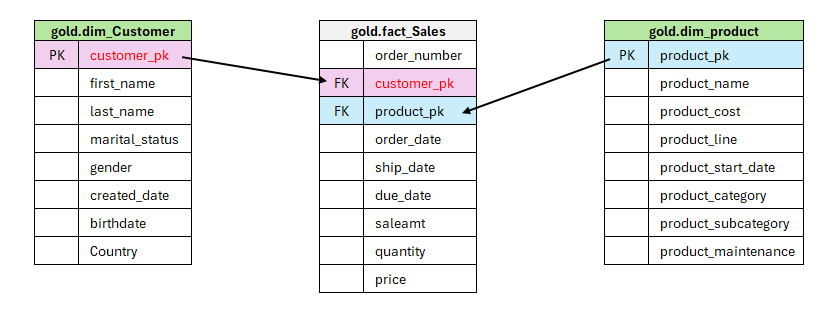 gold.dim_Customer
PK customer_pk
first_name
last_name
marital_status
gender
created_date
birthdate
Country
gold.fact_Sales
order_number
FK customer_pk
FK product_pk
order_date
ship_date
due_date
saleamt
quantity
price
gold.dim_product
PK product_pk
product_name
product_cost
product_line
product_start_date
product_category
product_subcategory
product_maintenance